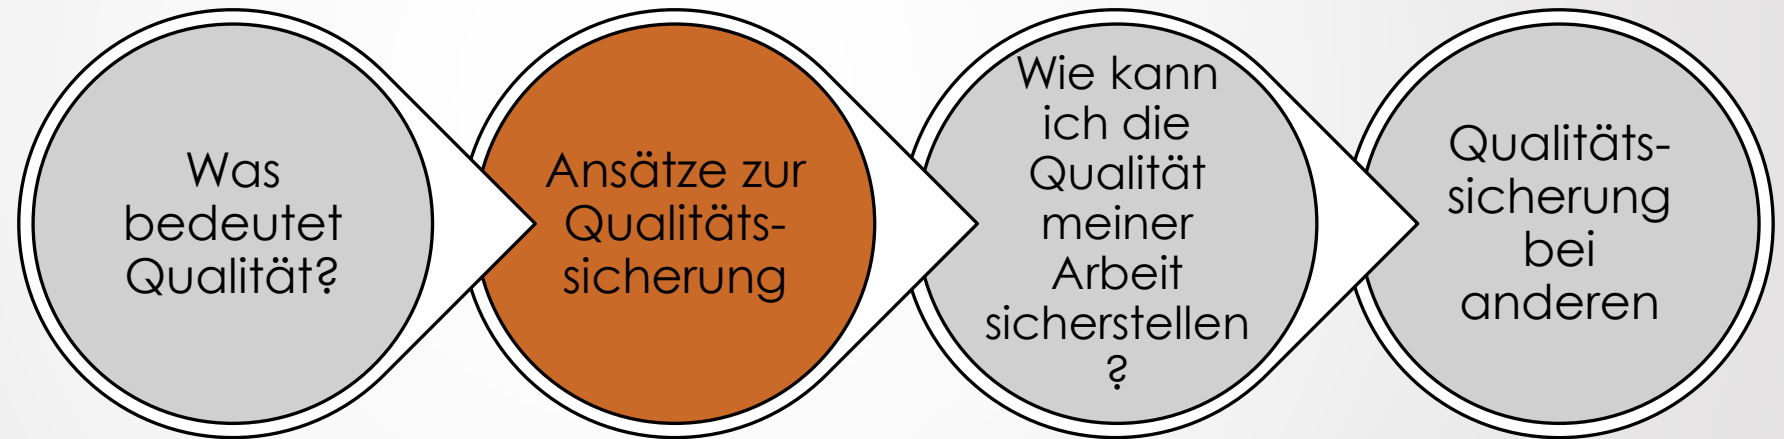 Was
bedeutet
Qualität?
Ansätze zur
Qualitäts-
sicherung
Wie kann
ich die
Qualität
meiner
Arbeit
sicherstellen
?
Qualitäts-
sicherung
bei
anderen